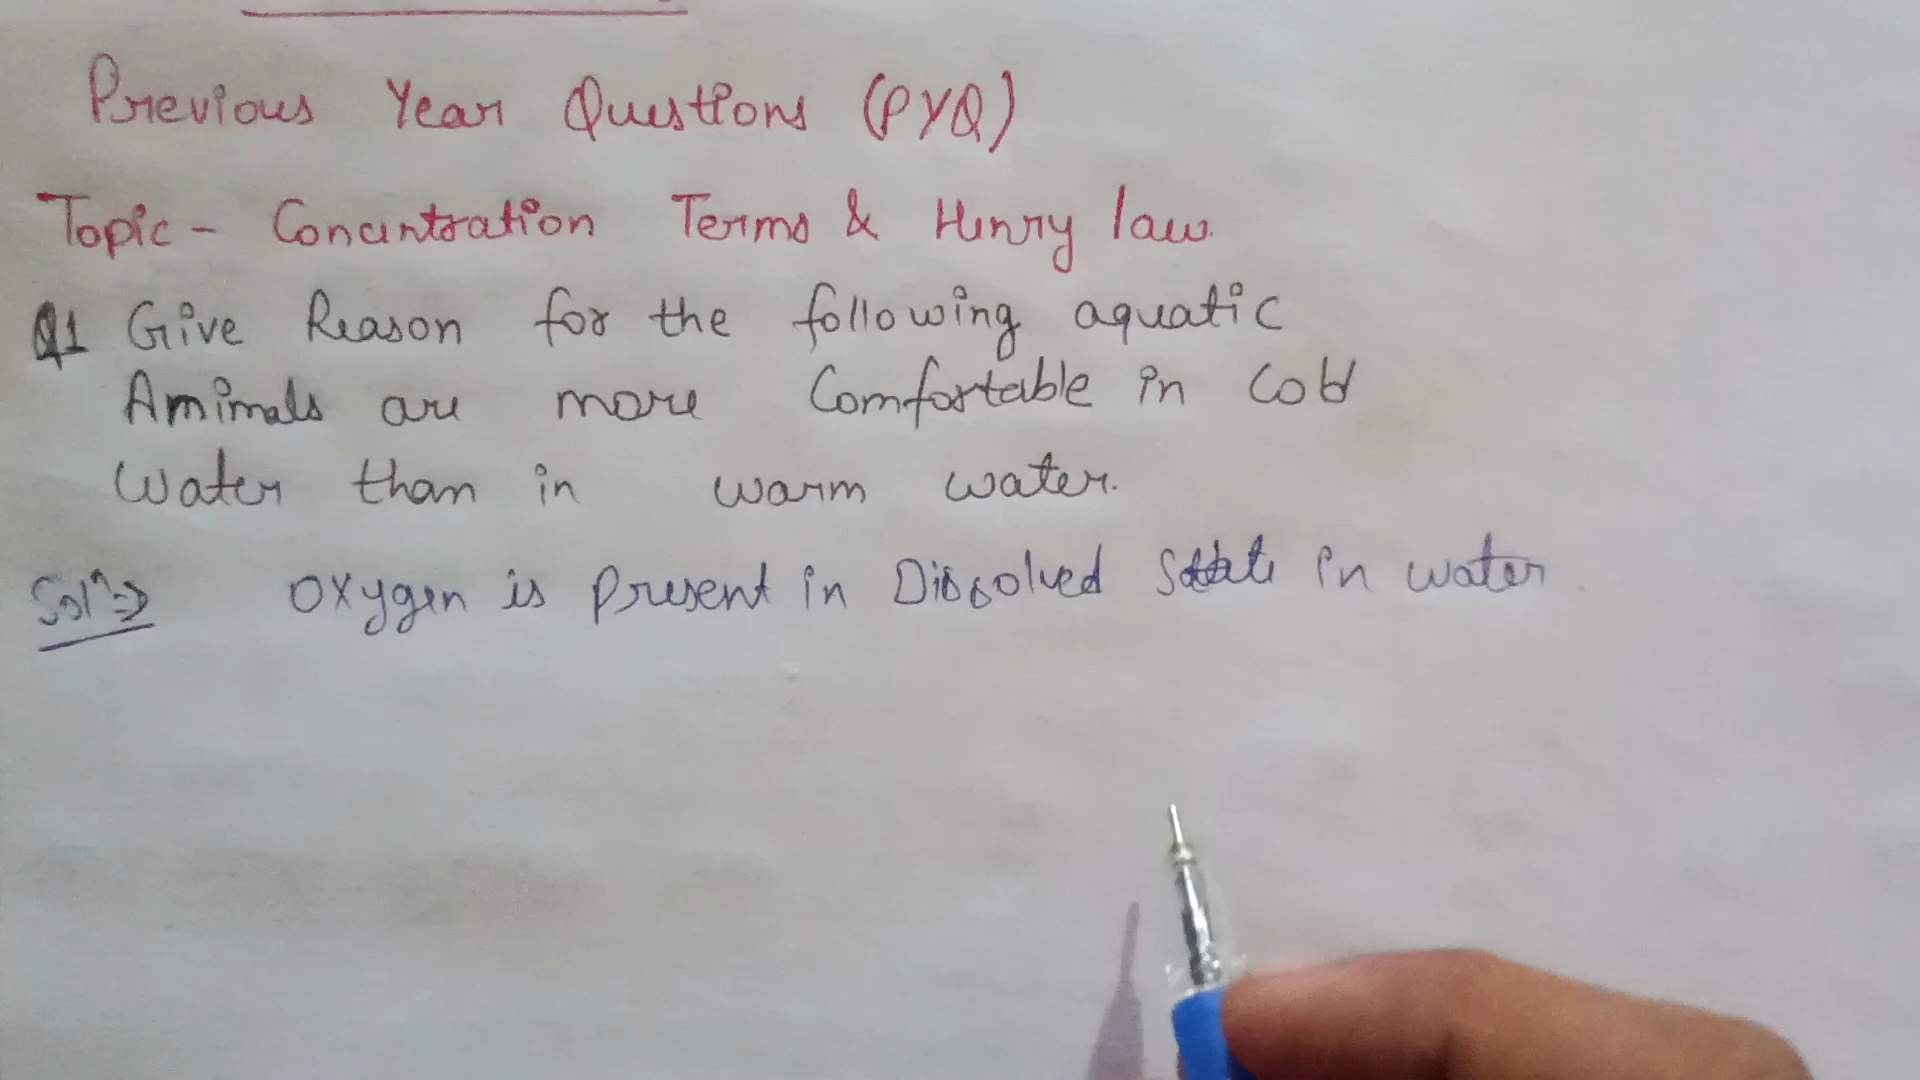 Previous Year Questions (PYQ)
Topic - Concentration Terms & Henry law.
Q1 Give Reason for the following aquatic
Animals are more Comfortable in Cold
Water than in warm water.
Soln⇒ Oxygen is Present in Dissolved State in water.